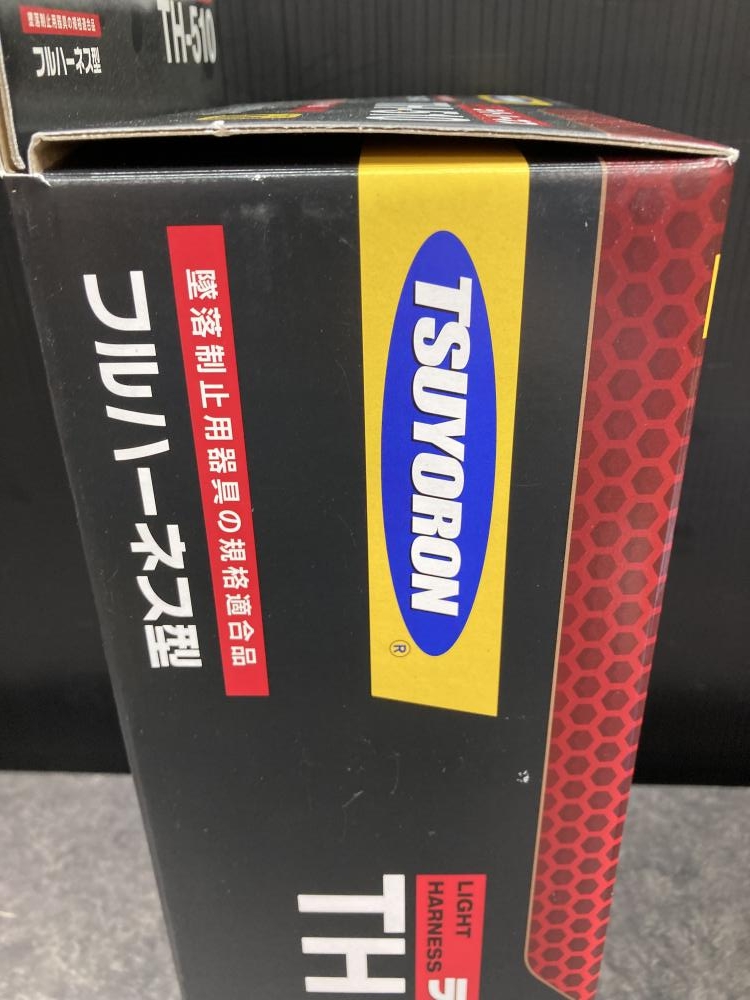 墜落制止用器具の規格適合品
フルハーネス型
TH-510
TSUYORON
®
墜落制止用器具の規格適合品
フルハーネス型
LIGHT
HARNESS
TH